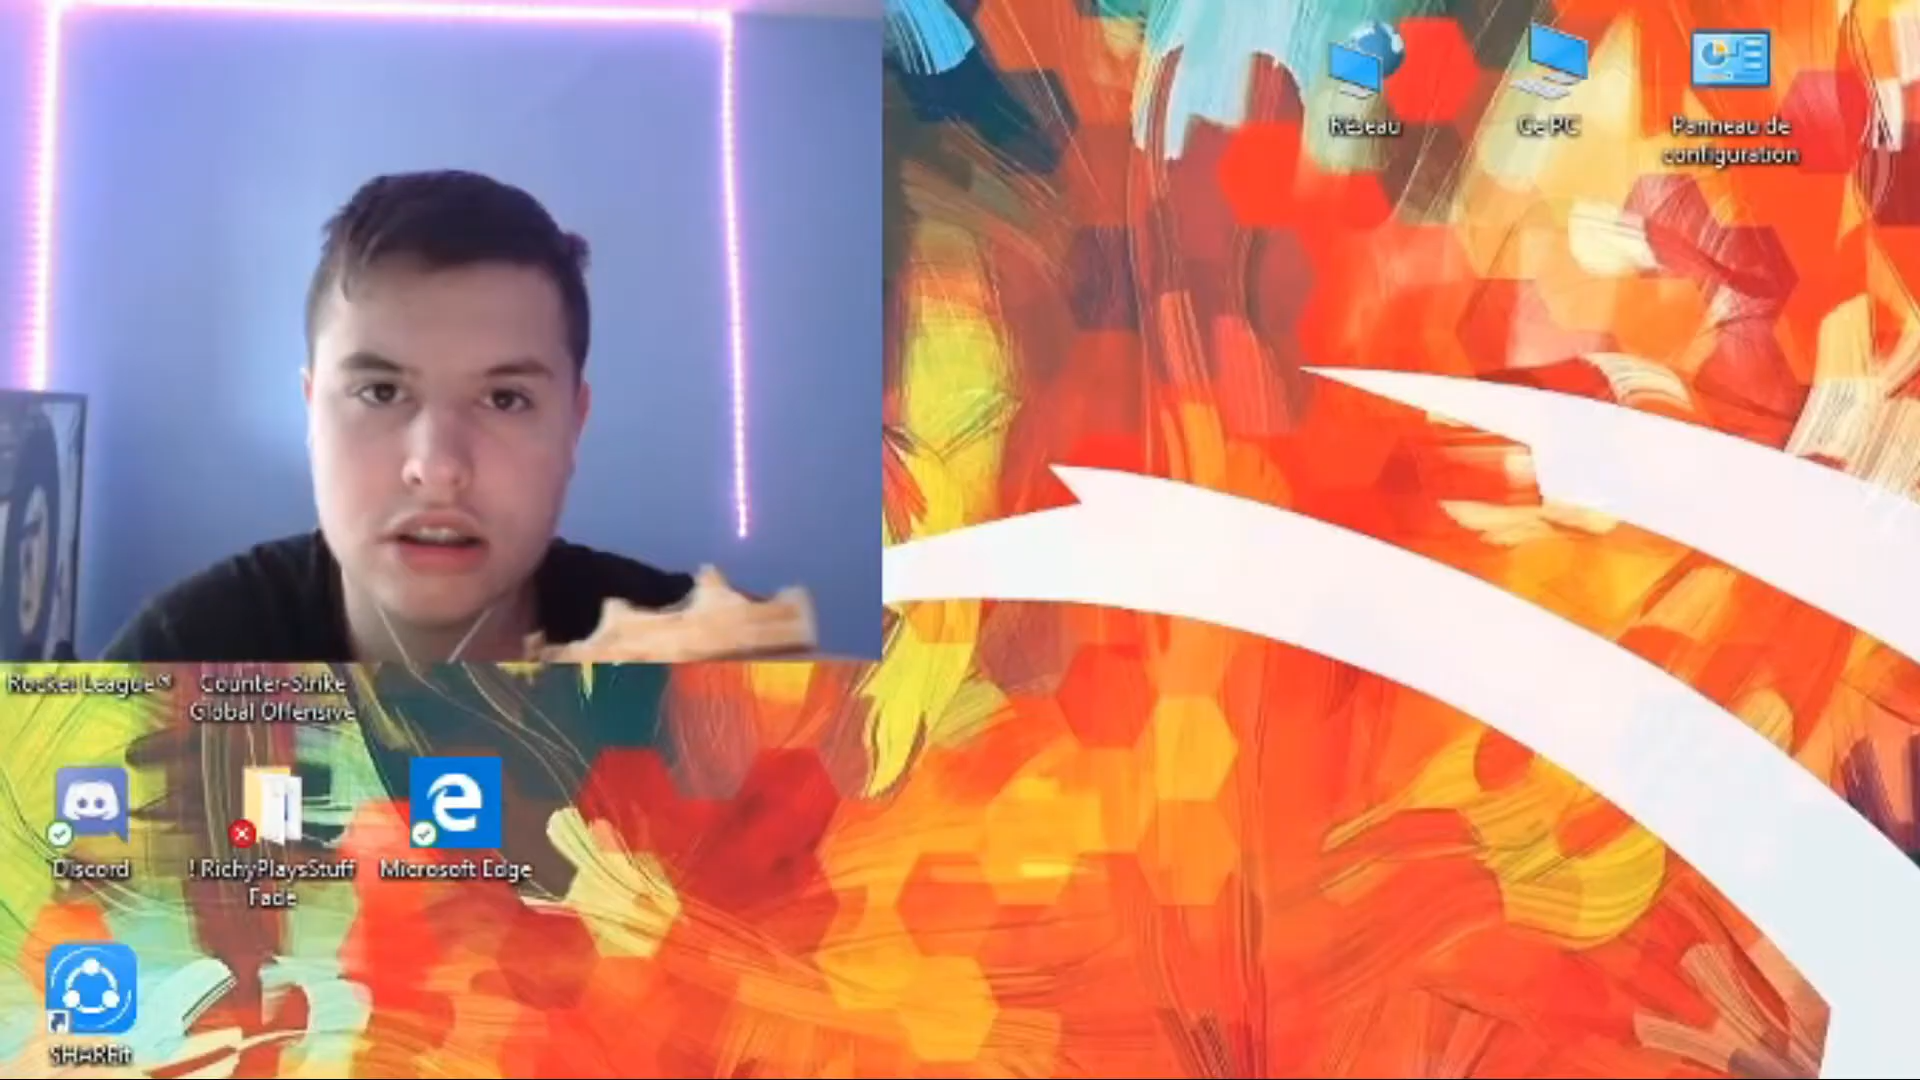 Réseau
Ce PC
Panneau de
configuration
Rocket League®
Counter-Strike
Global Offensive
Discord
! RichyPlaysStuff
Fade
Microsoft Edge
SHAREit